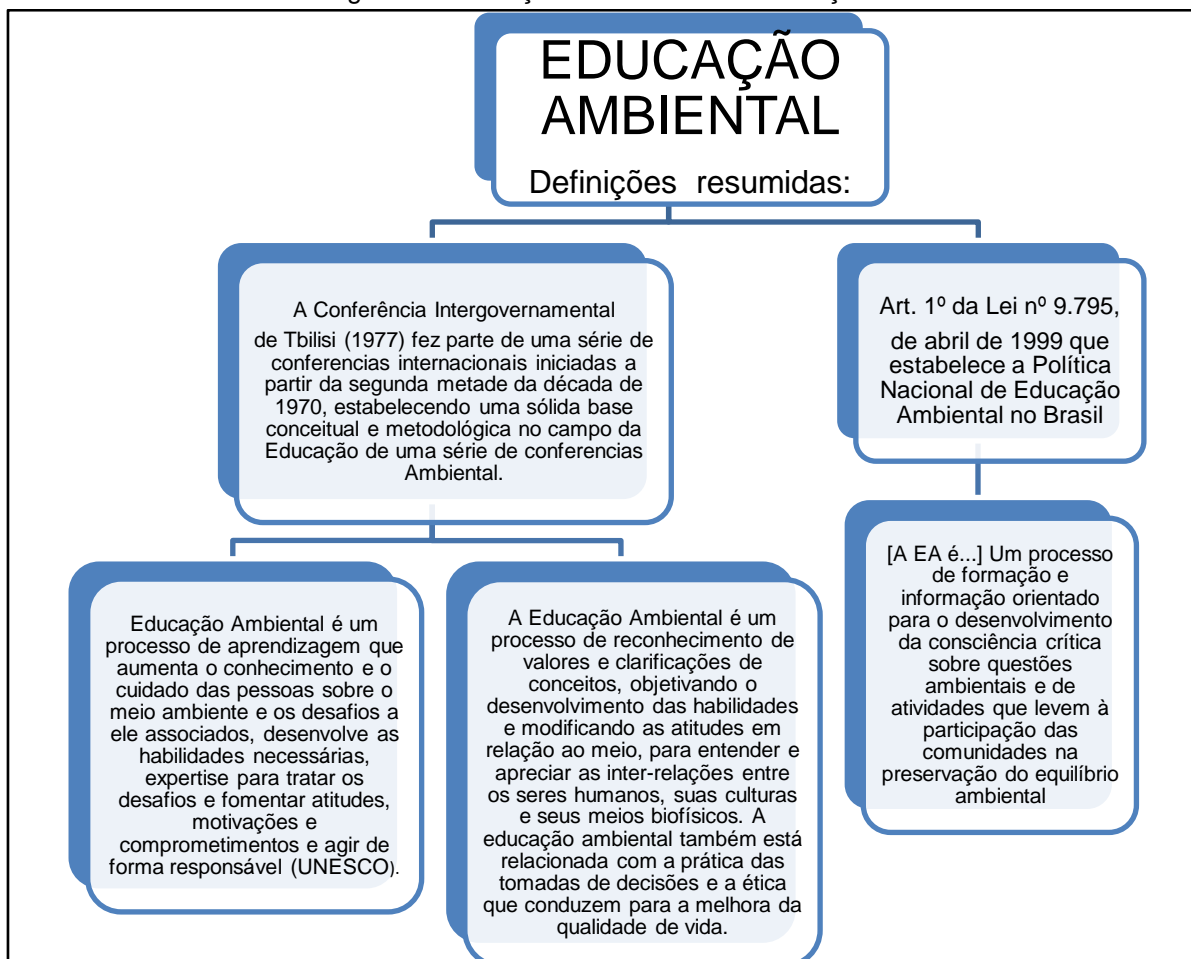 EDUCAÇÃO
AMBIENTAL
Definições resumidas:
A Conferência Intergovernamental
de Tbilisi (1977) fez parte de uma série de
conferencias internacionais iniciadas a
partir da segunda metade da década de
1970, estabelecendo uma sólida base
conceitual e metodológica no campo da
Educação de uma série de conferencias
Ambiental.
Art. 1º da Lei nº 9.795,
de abril de 1999 que
estabelece a Política
Nacional de Educação
Ambiental no Brasil
Educação Ambiental é um
processo de aprendizagem que
aumenta o conhecimento e o
cuidado das pessoas sobre o
meio ambiente e os desafios a
ele associados, desenvolve as
habilidades necessárias,
expertise para tratar os
desafios e fomentar atitudes,
motivações e
comprometimentos e agir de
forma responsável (UNESCO).
A Educação Ambiental é um
processo de reconhecimento de
valores e clarificações de
conceitos, objetivando o
desenvolvimento das habilidades
e modificando as atitudes em
relação ao meio, para entender e
apreciar as inter-relações entre
os seres humanos, suas culturas
e seus meios biofísicos. A
educação ambiental também está
relacionada com a prática das
tomadas de decisões e a ética
que conduzem para a melhora da
qualidade de vida.
[A EA é...] Um processo
de formação e
informação orientado
para o desenvolvimento
da consciência crítica
sobre questões
ambientais e de
atividades que levem à
participação das
comunidades na
preservação do equilíbrio
ambiental